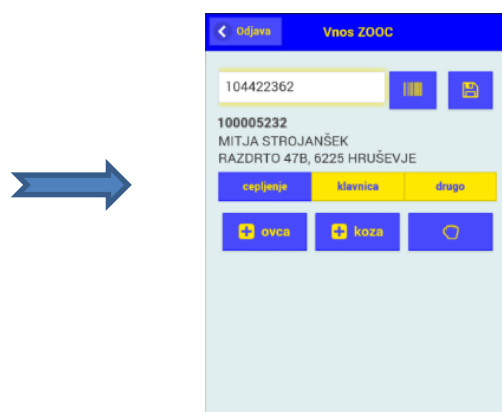 Odjava
Vnos ZOOC
104422362
100005232
MITJA STROJANŠEK
RAZDRTO 47B, 6225 HRUŠEVJE
cepljenje klavnica drugo
ovca koza